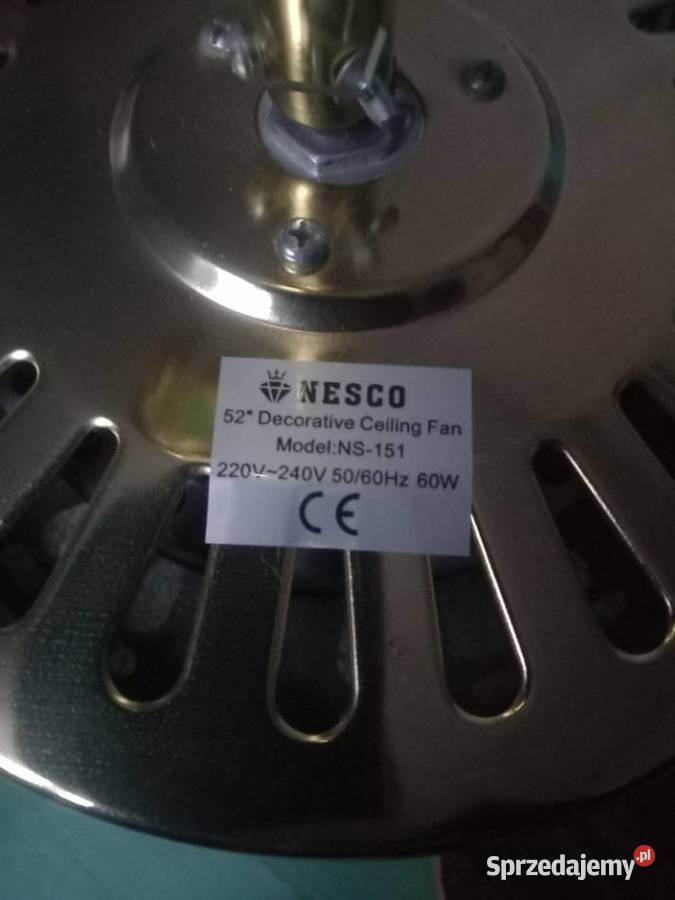 NESCO
52" Decorative Ceiling Fan
Model:NS-151
220V~240V 50/60Hz 60W
CE
Sprzedajemy.pl